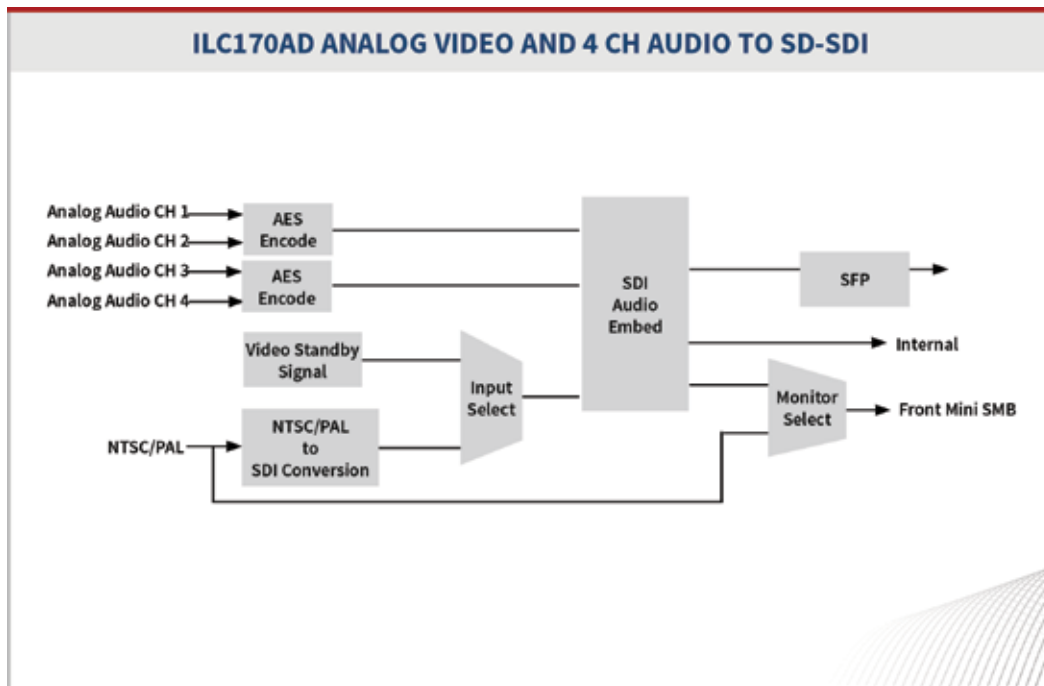 ILC170AD ANALOG VIDEO AND 4 CH AUDIO TO SD-SDI
Analog Audio CH 1
Analog Audio CH 2
Analog Audio CH 3
Analog Audio CH 4
AES
Encode
AES
Encode
Video Standby
Signal
NTSC/PAL
NTSC/PAL
to
SDI Conversion
Input
Select
SDI
Audio
Embed
SFP
Internal
Monitor
Select
Front Mini SMB